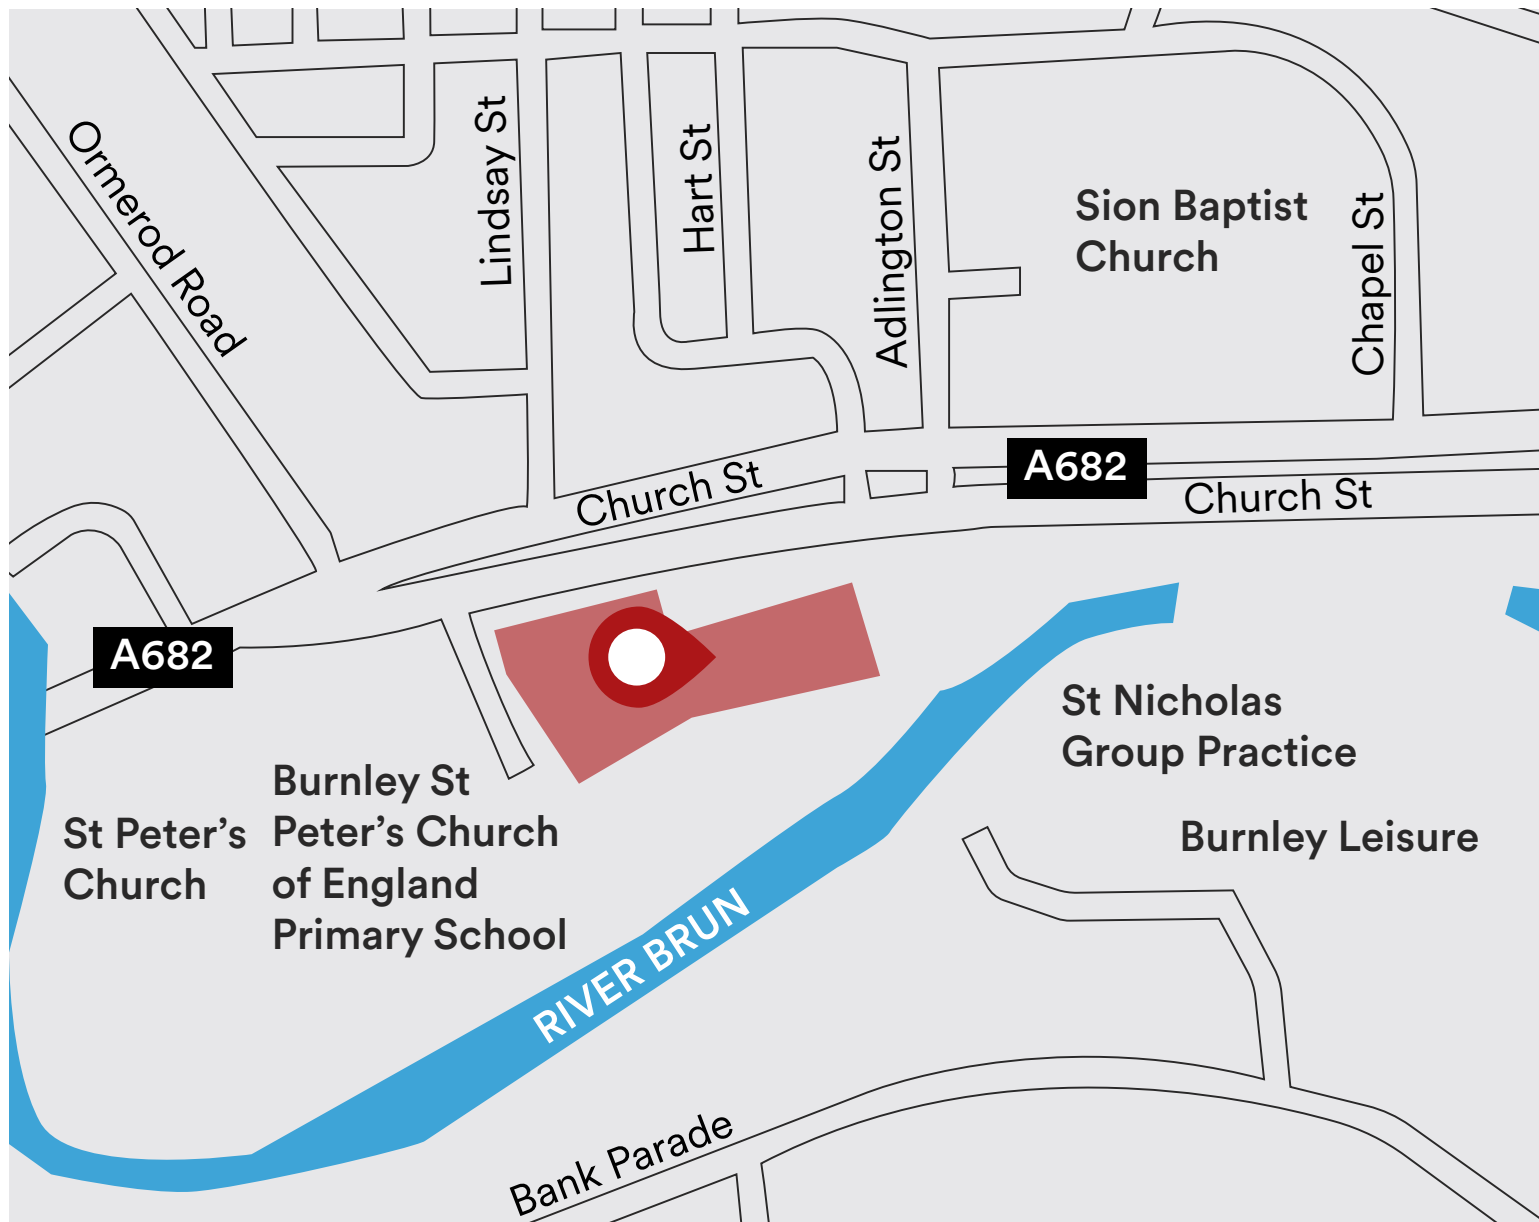 Ormerod Road
Lindsay St
Hart St
Adlington St
Sion Baptist
Church
Chapel St
Church St
A682
Church St
A682
St Nicholas
Group Practice
Burnley St
Peter’s Church
of England
Primary School
St Peter’s
Church
Burnley Leisure
RIVER BRUN
Bank Parade